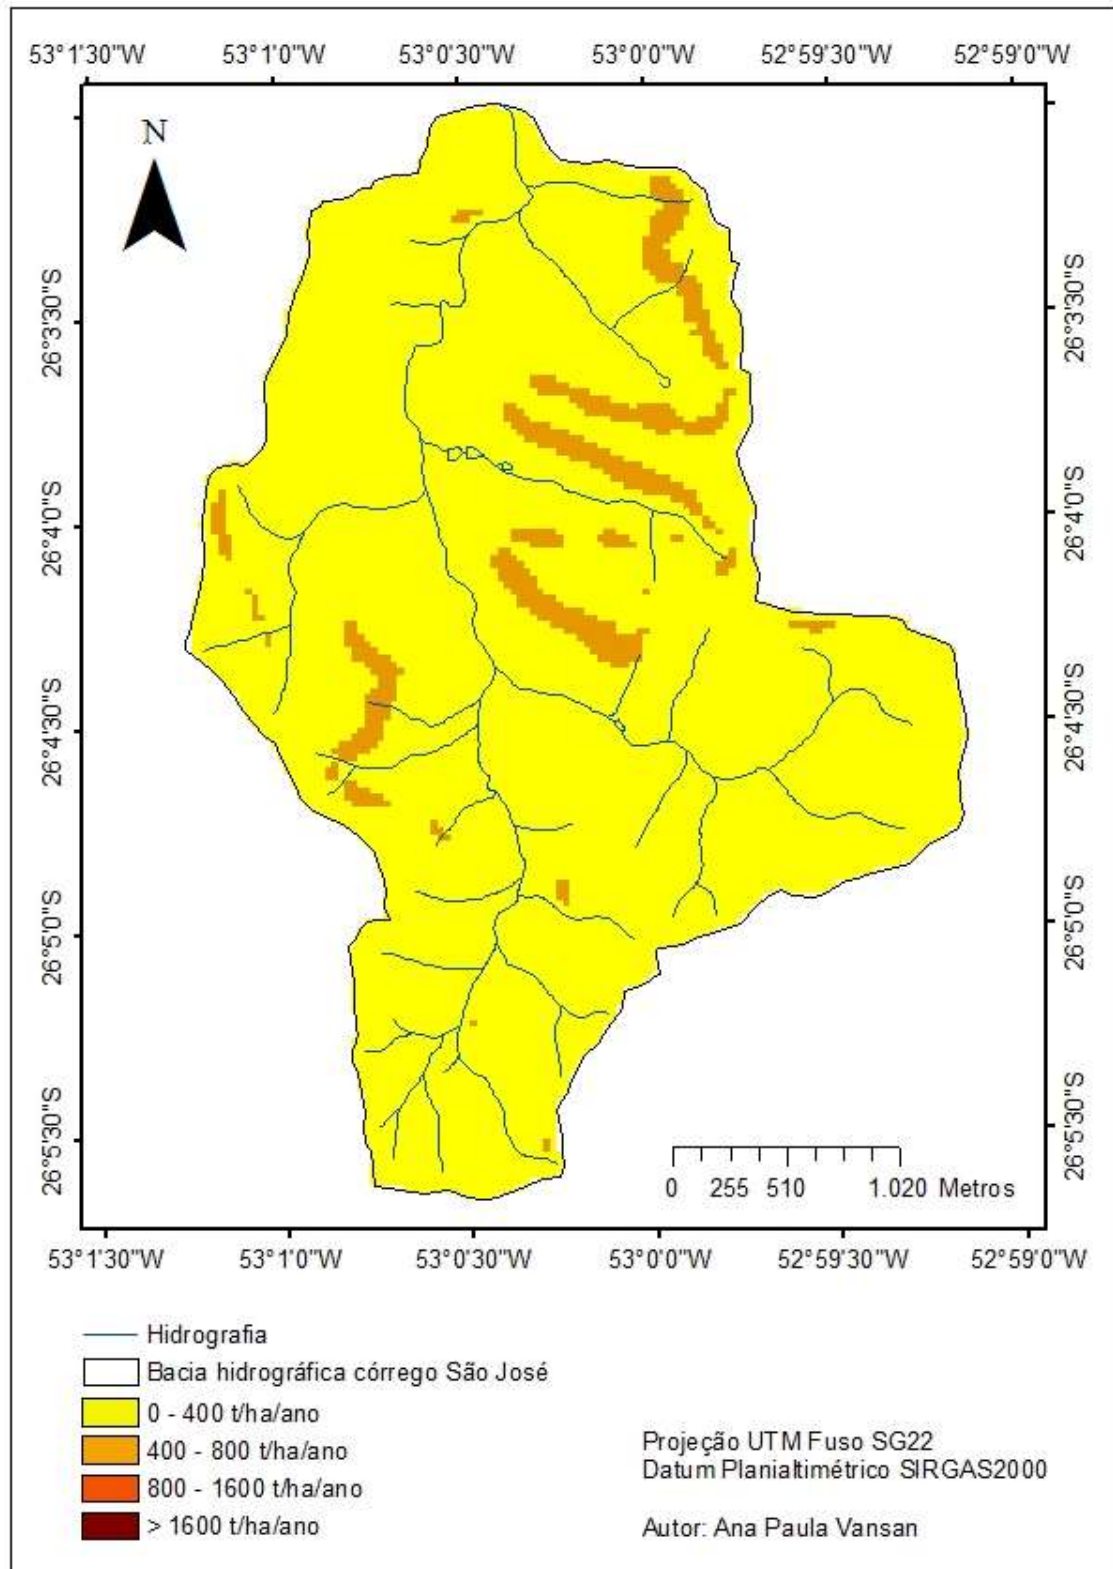 53°1'30"W 53°1'0"W 53°0'30"W 53°0'0"W 52°59'30"W 52°59'0"W
N
26°3'30"S 26°3'30"S
26°4'0"S 26°4'0"S
26°4'30"S 26°4'30"S
26°5'0"S 26°5'0"S
26°5'30"S 26°5'30"S
0 255 510 1.020 Metros
53°1'30"W 53°1'0"W 53°0'30"W 53°0'0"W 52°59'30"W 52°59'0"W
Hidrografia
Bacia hidrográfica córrego São José
0 - 400 t/ha/ano
400 - 800 t/ha/ano
800 - 1600 t/ha/ano
> 1600 t/ha/ano
Projeção UTM Fuso SG22
Datum Planialtimétrico SIRGAS2000
Autor: Ana Paula Vansan